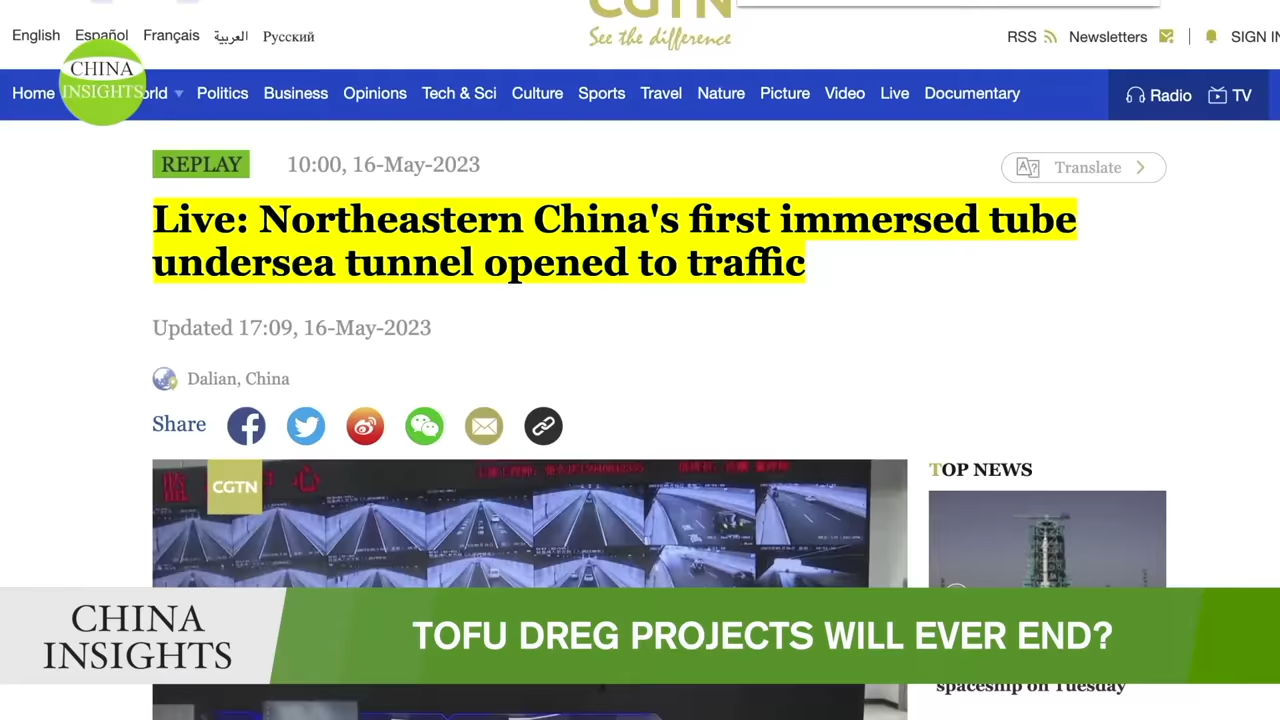 CGTN
See the difference
English Español Français العربية Русский
RSS Newsletters SIGN IN
CHINA
INSIGHTS
Home orld Politics Business Opinions Tech & Sci Culture Sports Travel Nature Picture Video Live Documentary Radio TV
REPLAY 10:00, 16-May-2023
Translate
Live: Northeastern China's first immersed tube
undersea tunnel opened to traffic
Updated 17:09, 16-May-2023
Dalian, China
Share
TOP NEWS
CGTN
心
CHINA
INSIGHTS
TOFU DREG PROJECTS WILL EVER END?
spaceship on Tuesday